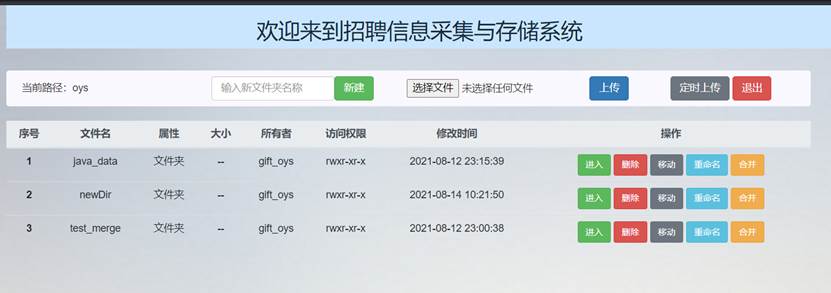 欢迎来到招聘信息采集与存储系统
当前路径：oys 输入新文件夹名称 新建 选择文件 未选择任何文件 上传 定时上传 退出
序号 文件名 属性 大小 所有者 访问权限 修改时间 操作
1 java_data 文件夹 -- gift_oys rwxr-xr-x 2021-08-12 23:15:39 进入 删除 移动 重命名 合并
2 newDir 文件夹 -- gift_oys rwxr-xr-x 2021-08-14 10:21:50 进入 删除 移动 重命名 合并
3 test_merge 文件夹 -- gift_oys rwxr-xr-x 2021-08-12 23:00:38 进入 删除 移动 重命名 合并